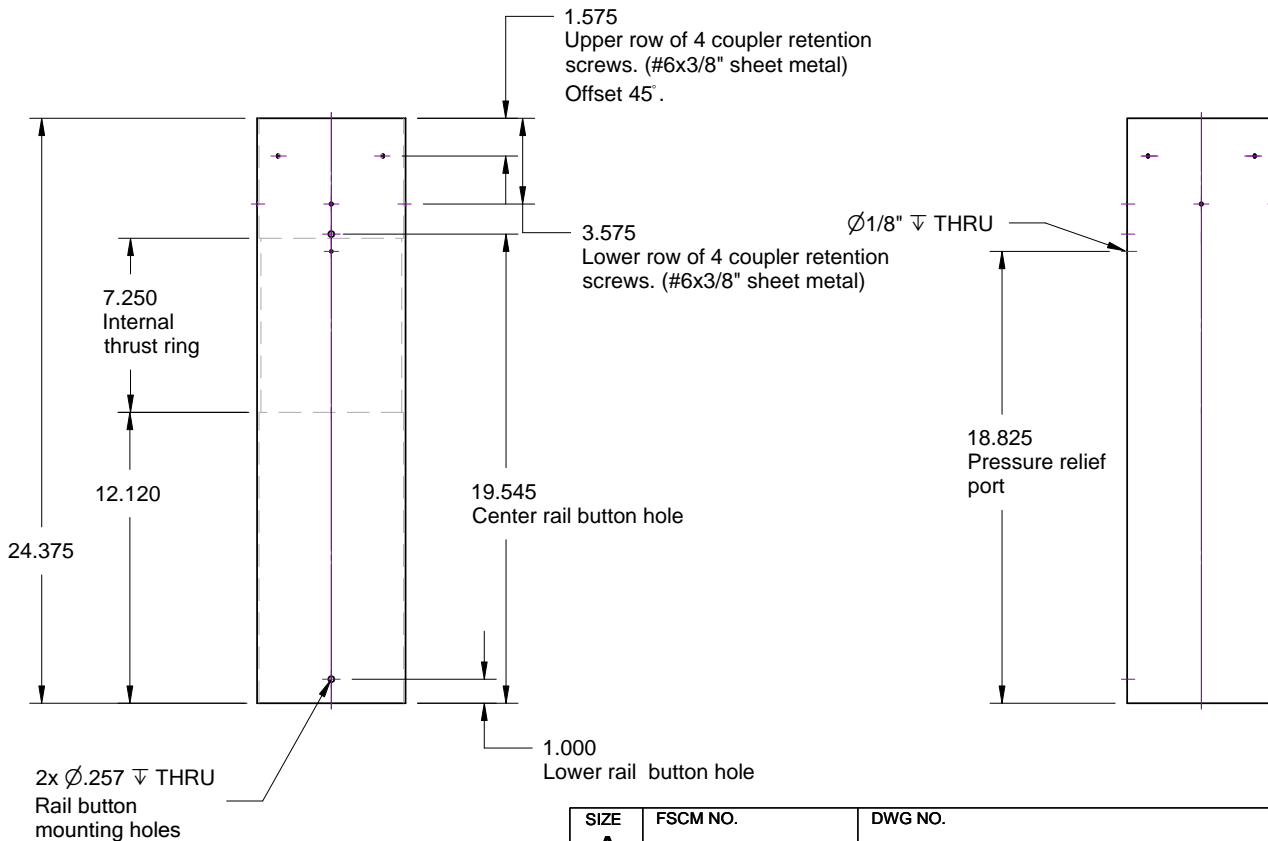 1.575
Upper row of 4 coupler retention
screws. (#6x3/8" sheet metal)
Offset 45°.
3.575
Lower row of 4 coupler retention
screws. (#6x3/8" sheet metal)
Ø1/8" ↧ THRU
7.250
Internal
thrust ring
18.825
Pressure relief
port
12.120
19.545
Center rail button hole
24.375
1.000
Lower rail button hole
2x Ø.257 ↧ THRU
Rail button
mounting holes
SIZE
FSCM NO.
DWG NO.